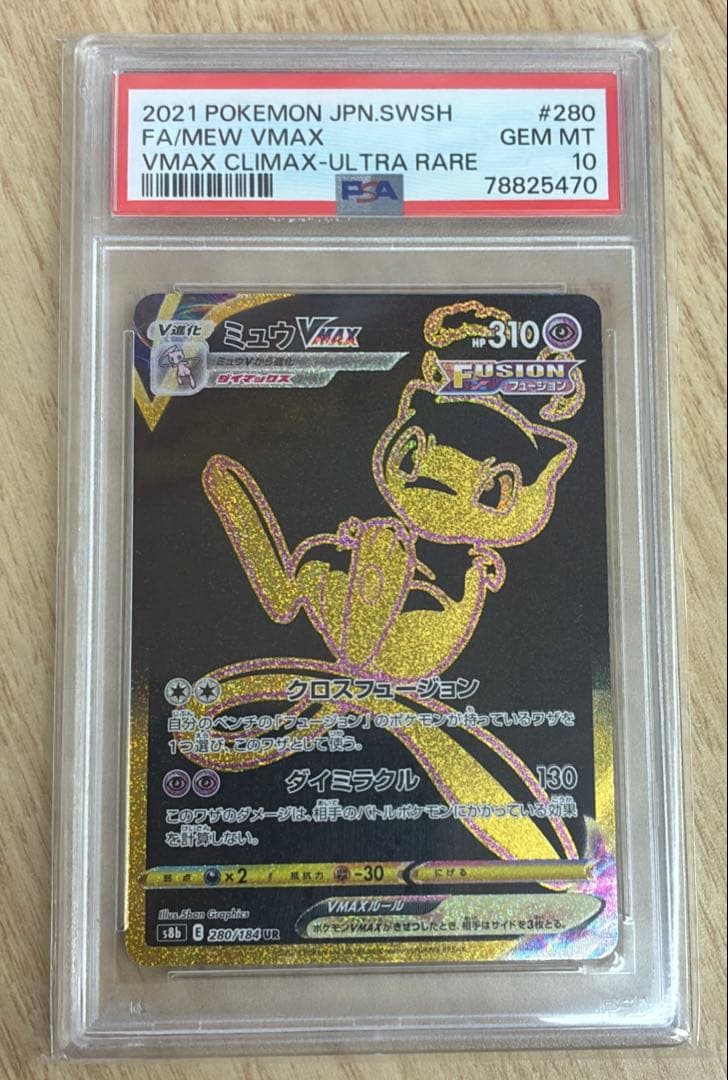 2021 POKEMON JPN.SWSH #280
FA/MEW VMAX GEM MT
VMAX CLIMAX-ULTRA RARE 10
PSA 78825470
V進化 ミュウVMAX HP 310
ミュウVから進化
ダイマックス
FUSION
フュージョン
クロスフュージョン
自分のベンチの「フュージョン」のポケモンが持っているワザを
1つ選び、このワザとして使う。
ダイミラクル 130
このワザのダメージは、相手のバトルポケモンにかかっている効果
を計算しない。
弱点 ×2 抵抗力 -30 にげる
Illus. 5ban Graphics
VMAXルール
ポケモンVMAXがきぜつしたとき、相手はサイドを3枚とる。
s8b E 280/184 UR